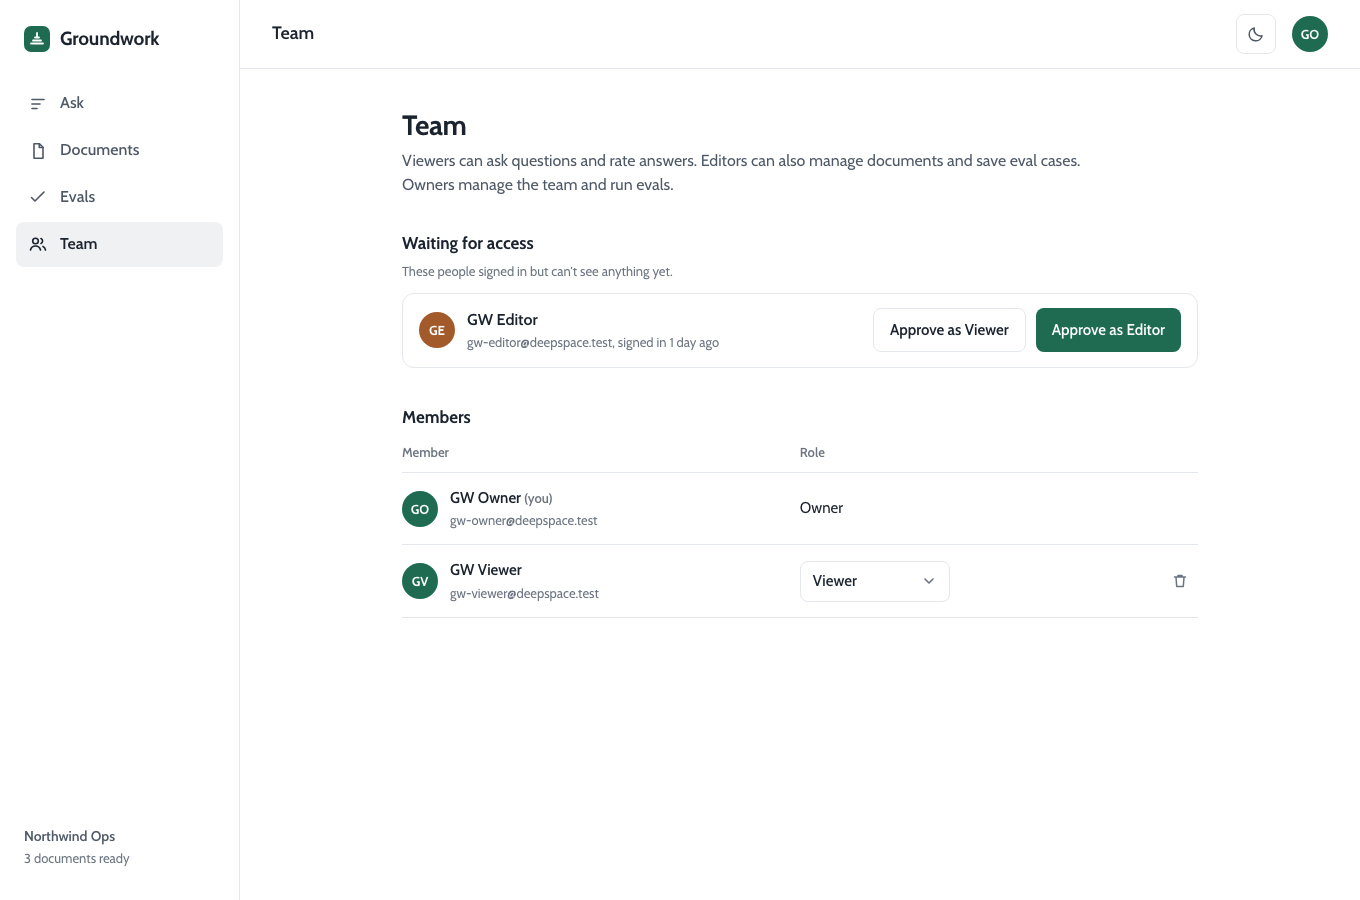 Groundwork
Ask
Documents
Evals
Team
Northwind Ops
3 documents ready
Team
GO
Team
Viewers can ask questions and rate answers. Editors can also manage documents and save eval cases.
Owners manage the team and run evals.
Waiting for access
These people signed in but can't see anything yet.
GE
GW Editor
gw-editor@deepspace.test, signed in 1 day ago
Approve as Viewer
Approve as Editor
Members
Member Role
GO
GW Owner (you)
gw-owner@deepspace.test
Owner
GV
GW Viewer
gw-viewer@deepspace.test
Viewer